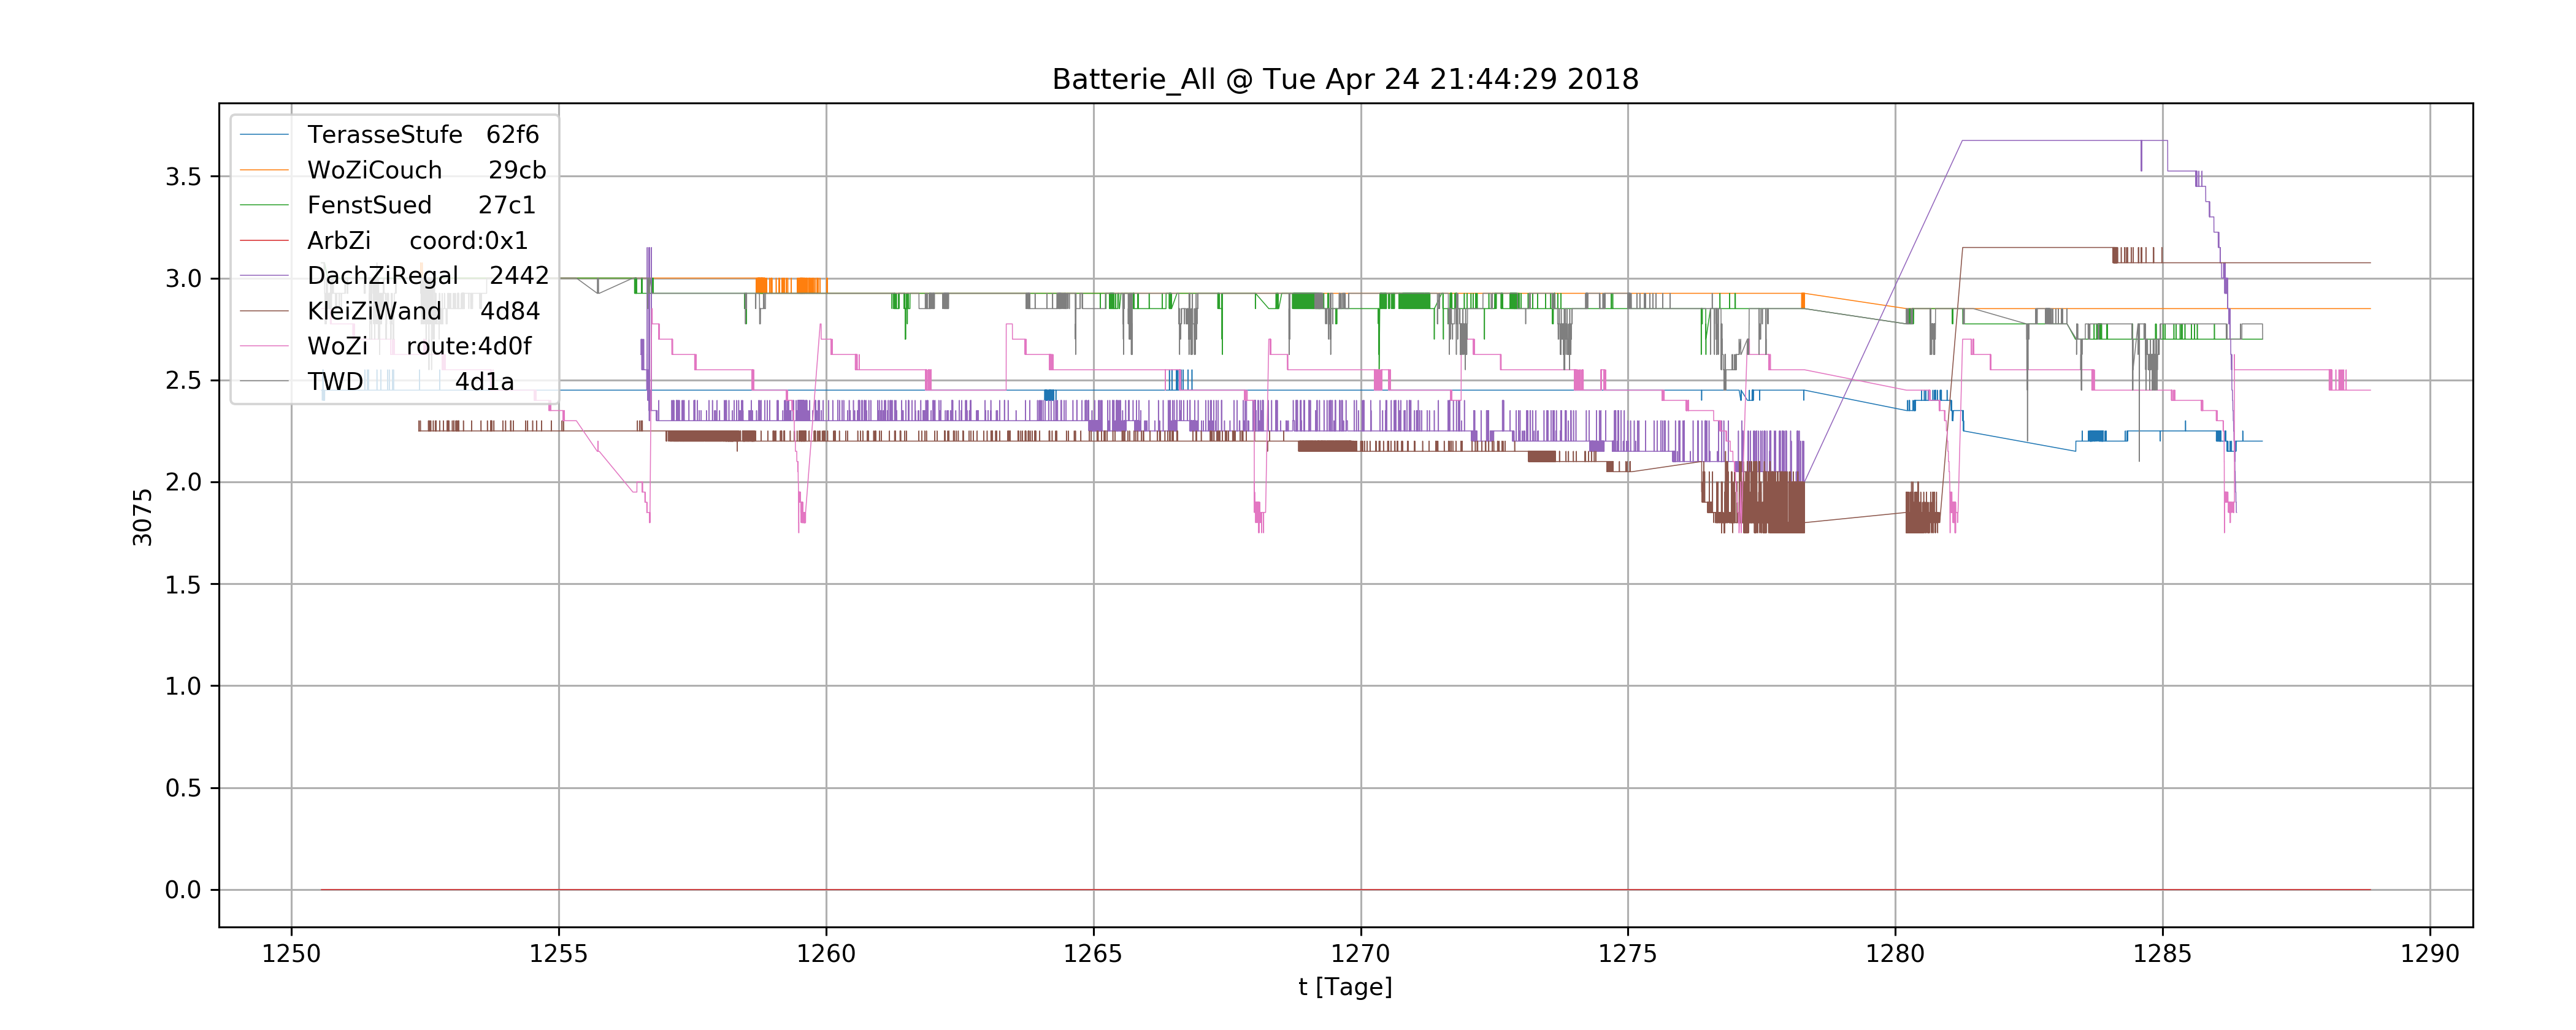 Batterie_All @ Tue Apr 24 21:44:29 2018
TerasseStufe 62f6
WoZiCouch 29cb
FenstSued 27c1
ArbZi coord:0x1
DachZiRegal 2442
KleiZiWand 4d84
WoZi route:4d0f
TWD 4d1a
3.5
3.0
2.5
2.0
1.5
1.0
0.5
0.0
3075
1250 1255 1260 1265 1270 1275 1280 1285 1290
t [Tage]